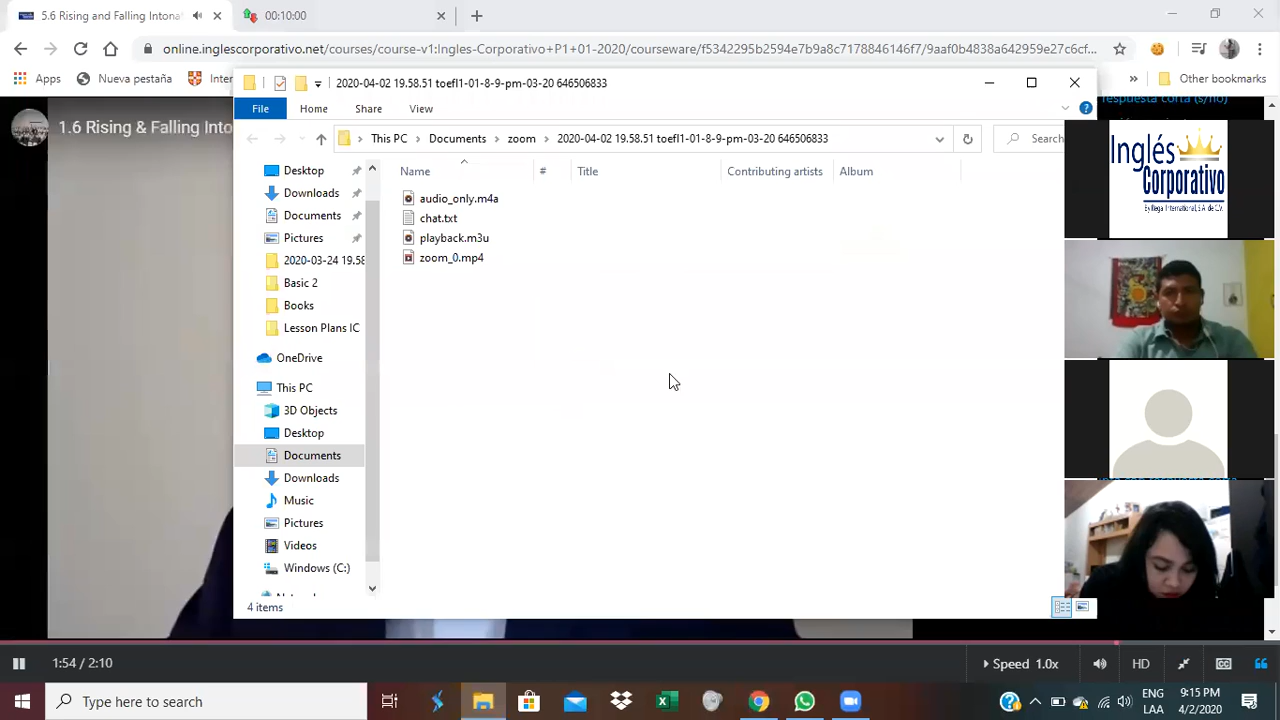 5.6 Rising and Falling Intonat
00:10:00
online.inglescorporativo.net/courses/course-v1:Ingles-Corporativo+P1+01-2020/courseware/f5342295b2594e7b9a8c7178846146f7/9aaf0b4838a642959e27c6cf...
Apps
Nueva pestaña
Inter
Other bookmarks
2020-04-02 19.58.51 toefl1-01-8-9-pm-03-20 646506833
respuesta corta (s/no)
File
Home
Share
View
1.6 Rising & Falling Into
This PC
Documents
zoom
2020-04-02 19.58.51 toefl1-01-8-9-pm-03-20 646506833
Search
Name
#
Title
Contributing artists
Album
Desktop
Downloads
Documents
Pictures
2020-03-24 19.58
Basic 2
Books
Lesson Plans IC
OneDrive
This PC
3D Objects
Desktop
Documents
Downloads
Music
Pictures
Videos
Windows (C:)
audio_only.m4a
chat.txt
playback.m3u
zoom_0.mp4
Inglés
Corporativo
4 items
1:54 / 2:10
Speed 1.0x
HD
CC
Type here to search
ENG
LAA
9:15 PM
4/2/2020